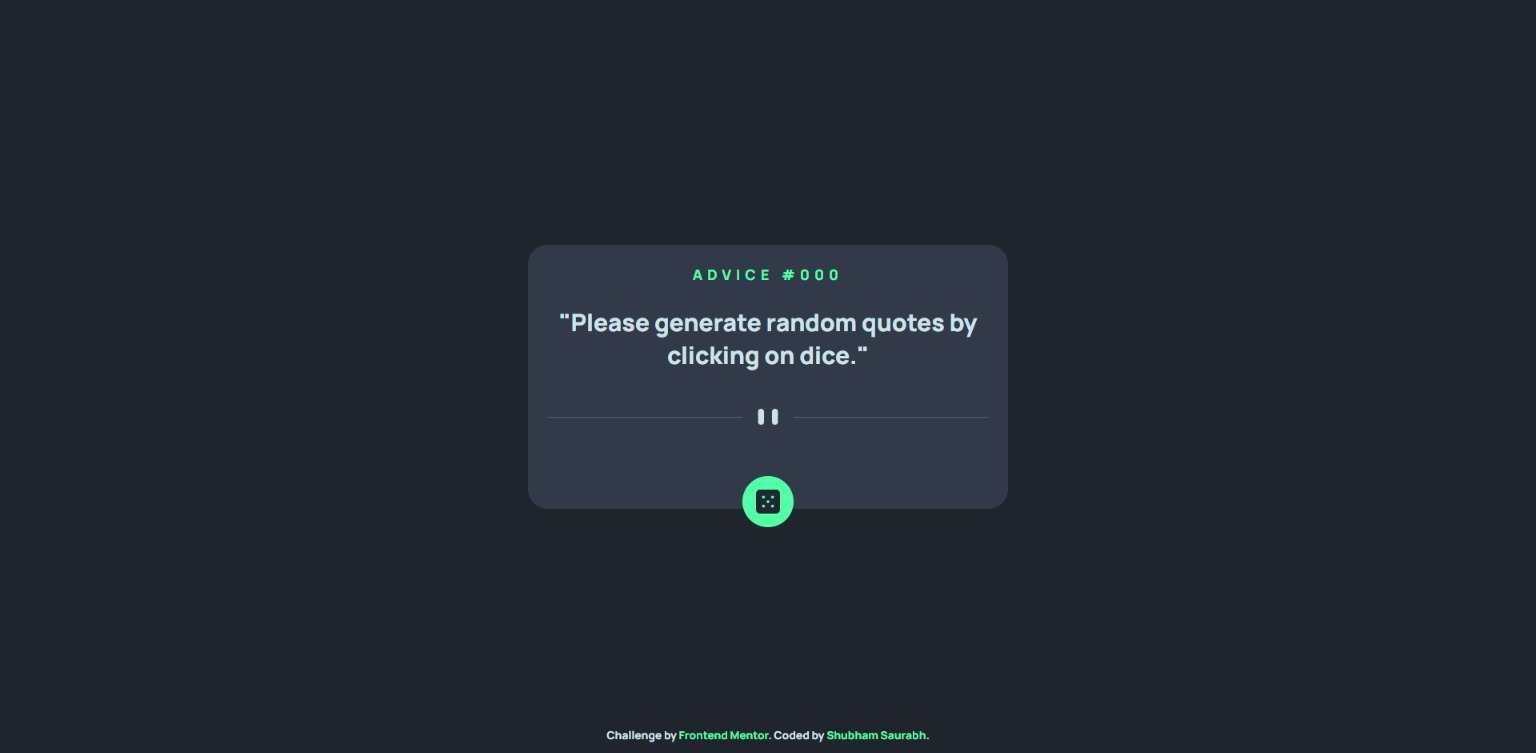 ADVICE #000
"Please generate random quotes by
clicking on dice."
Challenge by Frontend Mentor. Coded by Shubham Saurabh.